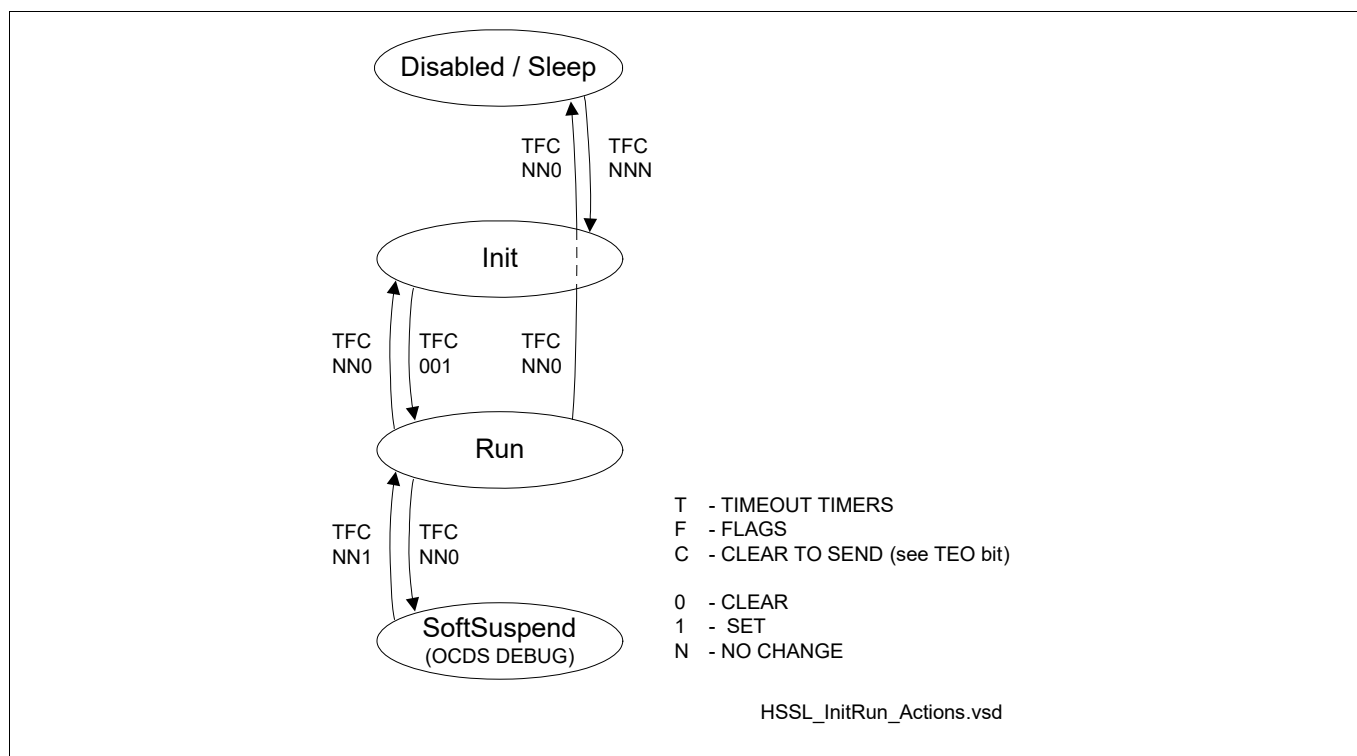 Disabled / Sleep
TFC
NN0
TFC
NNN
Init
TFC
NN0
TFC
001
TFC
NN0
Run
TFC
NN1
TFC
NN0
SoftSuspend
(OCDS DEBUG)
T - TIMEOUT TIMERS
F - FLAGS
C - CLEAR TO SEND (see TEO bit)
0 - CLEAR
1 - SET
N - NO CHANGE
HSSL_InitRun_Actions.vsd